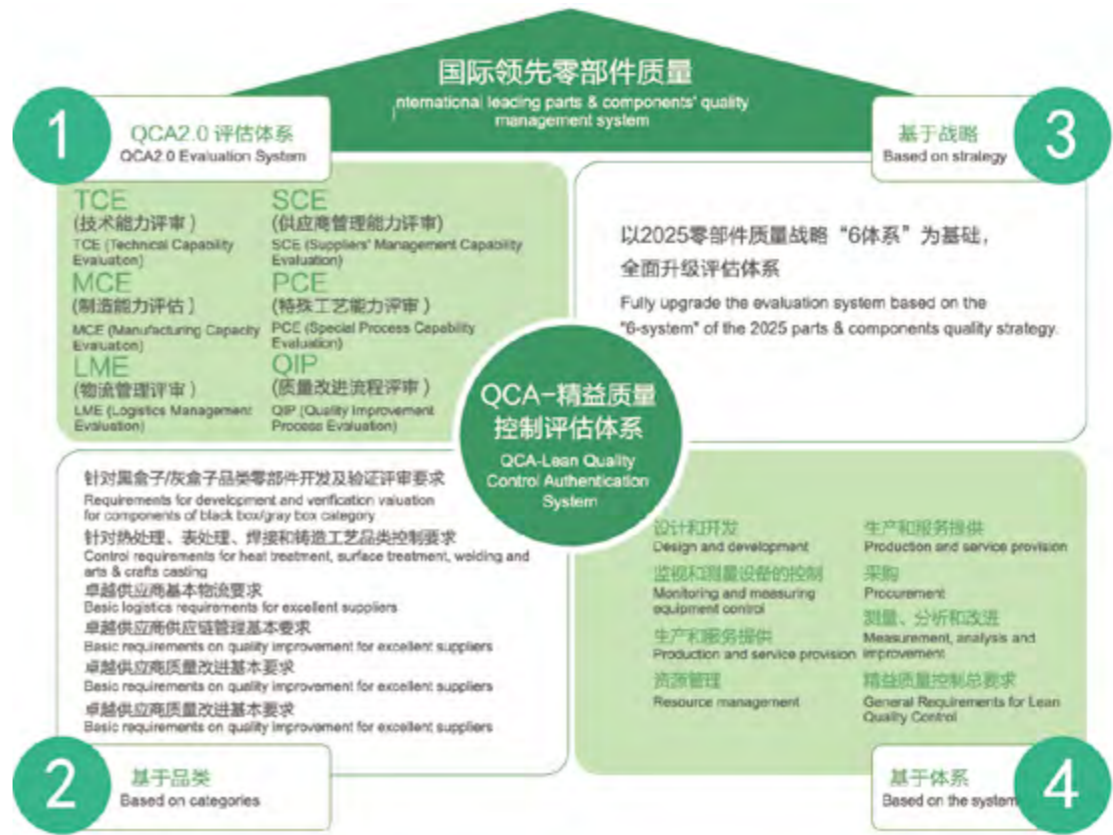 国际领先零部件质量
International leading parts & components' quality
management system
1
QCA2.0 评估体系
QCA2.0 Evaluation System
TCE
(技术能力评审)
TCE (Technical Capability
Evaluation)
SCE
(供应商管理能力评审)
SCE (Suppliers' Management Capability
Evaluation)
MCE
(制造能力评估)
MCE (Manufacturing Capacity
Evaluation)
PCE
(特殊工艺能力评审)
PCE (Special Process Capability
Evaluation)
LME
(物流管理评审)
LME (Logistics Management
Evaluation)
QIP
(质量改进流程评审)
QIP (Quality Improvement
Process Evaluation)
3
基于战略
Based on strategy
以2025零部件质量战略“6体系”为基础，
全面升级评估体系
Fully upgrade the evaluation system based on the
"6-system" of the 2025 parts & components quality strategy.
QCA-精益质量
控制评估体系
QCA-Lean Quality
Control Authentication
System
针对黑盒子/灰盒子品类零部件开发及验证评审要求
Requirements for development and verification valuation
for components of black box/gray box category
针对热处理、表处理、焊接和铸造工艺品类控制要求
Control requirements for heat treatment, surface treatment, welding and
arts & crafts casting
卓越供应商基本物流要求
Basic logistics requirements for excellent suppliers
卓越供应商供应链管理基本要求
Basic requirements on quality improvement for excellent suppliers
卓越供应商质量改进基本要求
Basic requirements on quality improvement for excellent suppliers
卓越供应商质量改进基本要求
Basic requirements on quality improvement for excellent suppliers
2
基于品类
Based on categories
设计和开发
Design and development
监视和测量设备的控制
Monitoring and measuring
equipment control
生产和服务提供
Production and service provision
资源管理
Resource management
生产和服务提供
Production and service provision
采购
Procurement
测量、分析和改进
Measurement, analysis and
improvement
精益质量控制总要求
General Requirements for Lean
Quality Control
基于体系
Based on the system
4